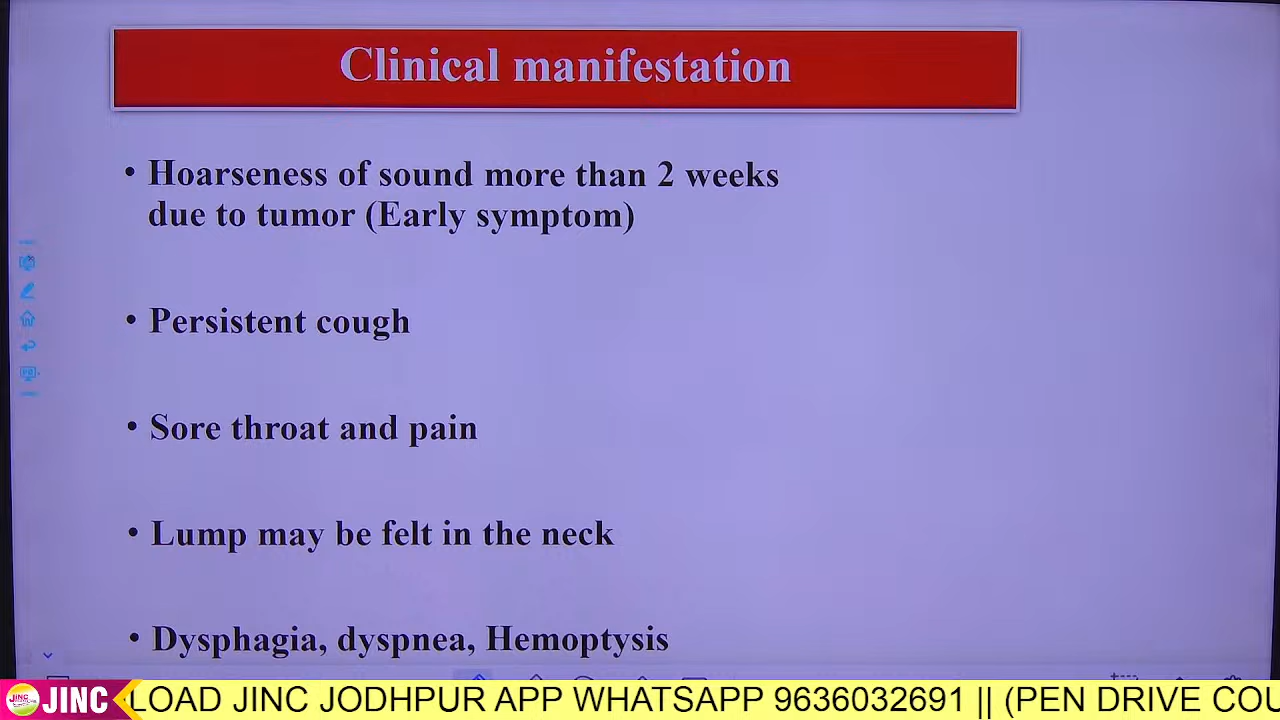 Clinical manifestation
• Hoarseness of sound more than 2 weeks
due to tumor (Early symptom)
• Persistent cough
• Sore throat and pain
• Lump may be felt in the neck
• Dysphagia, dyspnea, Hemoptysis
JINC LOAD JINC JODHPUR APP WHATSAPP 9636032691 || (PEN DRIVE COU